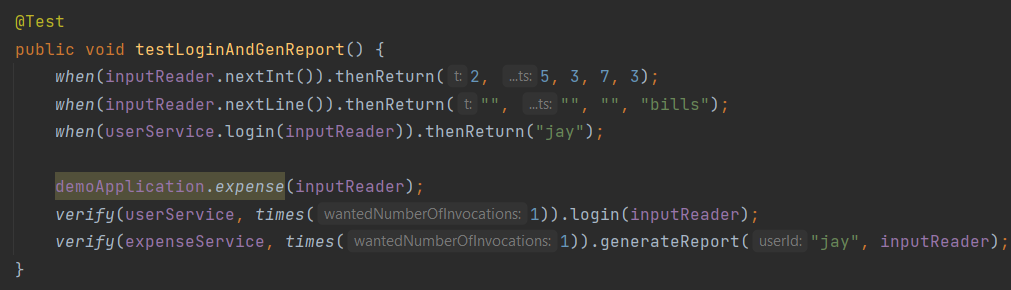 @Test
public void testLoginAndGenReport() {
when(inputReader.nextInt()).thenReturn( t: 2, ...ts: 5, 3, 7, 3);
when(inputReader.nextLine()).thenReturn( t: "", ...ts: "", "", "bills");
when(userService.login(inputReader)).thenReturn("jay");
demoApplication.expense(inputReader);
verify(userService, times( wantedNumberOfInvocations: 1)).login(inputReader);
verify(expenseService, times( wantedNumberOfInvocations: 1)).generateReport( userId: "jay", inputReader);
}